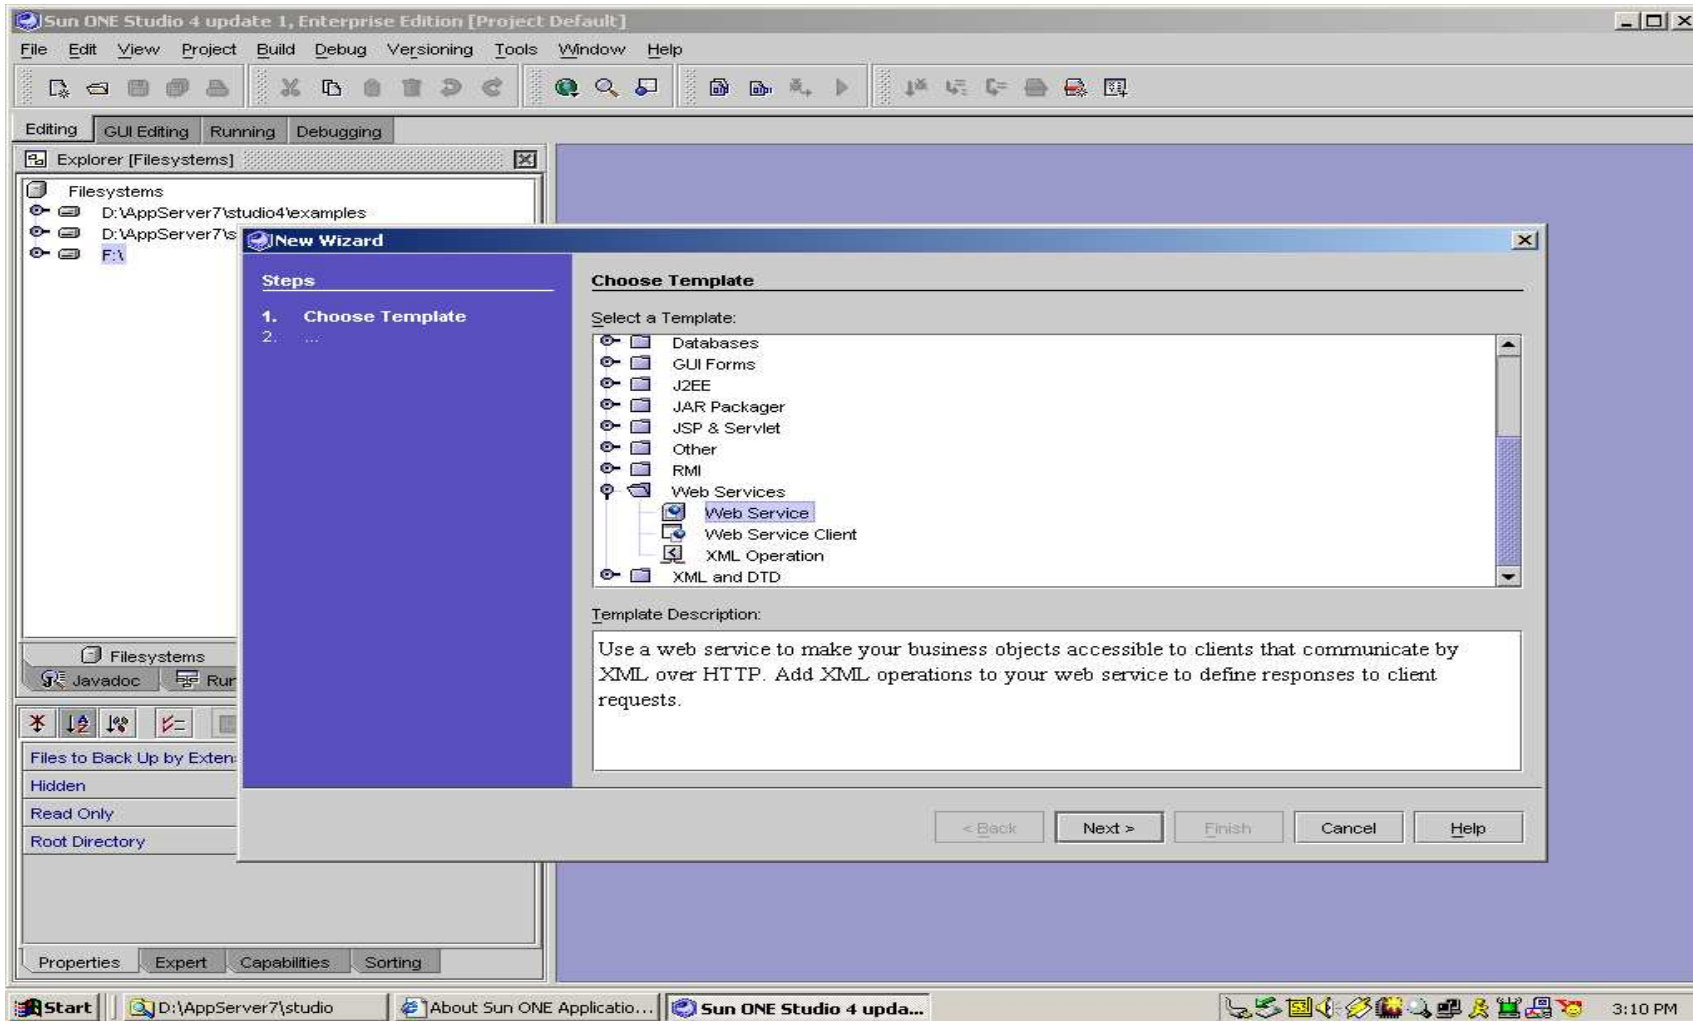 Sun ONE Studio 4 update 1, Enterprise Edition [Project Default]
File Edit View Project Build Debug Versioning Tools Window Help
Editing GUI Editing Running Debugging
Explorer [Filesystems]
Filesystems
D:\AppServer7\studio4\examples
D:\AppServer7\s
F:\
New Wizard
Steps
1. Choose Template
2. ...
Choose Template
Select a Template:
Databases
GUI Forms
J2EE
JAR Packager
JSP & Servlet
Other
RMI
Web Services
Web Service
Web Service Client
XML Operation
XML and DTD
Template Description:
Use a web service to make your business objects accessible to clients that communicate by
XML over HTTP. Add XML operations to your web service to define responses to client
requests.
< Back Next > Finish Cancel Help
Filesystems
Javadoc Run
Files to Back Up by Exten
Hidden
Read Only
Root Directory
Properties Expert Capabilities Sorting
Start D:\AppServer7\studio About Sun ONE Applicatio... Sun ONE Studio 4 upda... 3:10 PM